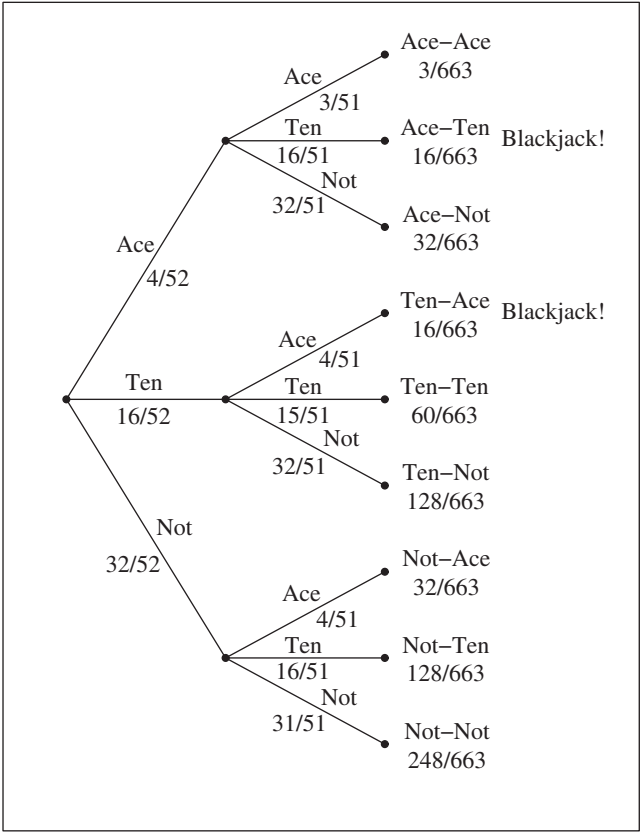 Ace−Ace
3/663
Ace
3/51
Ten
Ace−Ten
Blackjack!
16/51
16/663
Not
32/51
Ace−Not
32/663
Ace
4/52
Ten−Ace
16/663
Blackjack!
Ace
4/51
Ten
16/52
Ten
Ten−Ten
15/51
60/663
Not
32/51
Ten−Not
128/663
Not
32/52
Not−Ace
32/663
Ace
4/51
Ten
Not−Ten
16/51
128/663
Not
31/51
Not−Not
248/663